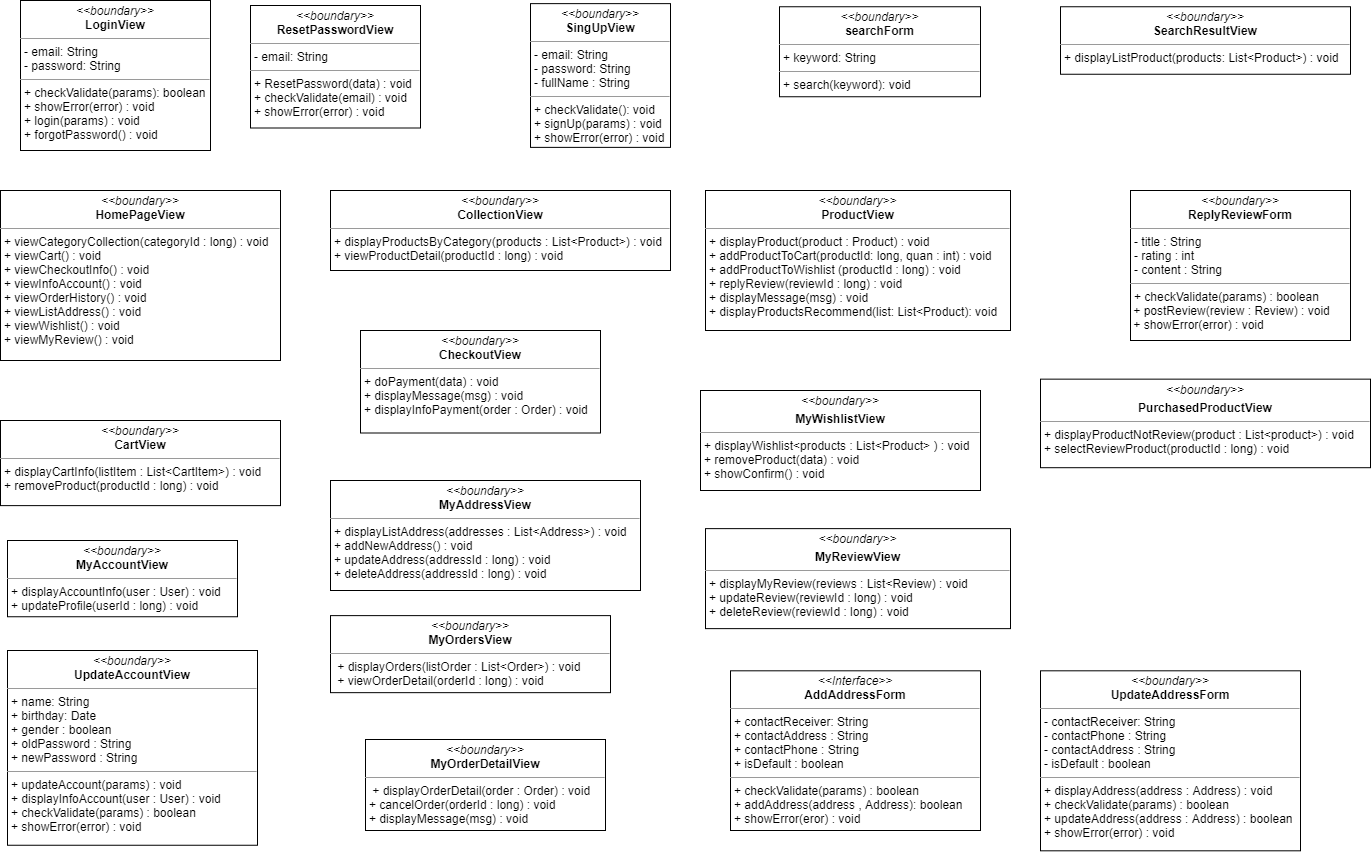 <<boundary>>
LoginView
- email: String
- password: String
+ checkValidate(params): boolean
+ showError(error) : void
+ login(params) : void
+ forgotPassword() : void
<<boundary>>
ResetPasswordView
- email: String
+ ResetPassword(data) : void
+ checkValidate(email) : void
+ showError(error) : void
<<boundary>>
SingUpView
- email: String
- password: String
- fullName : String
+ checkValidate(): void
+ signUp(params) : void
+ showError(error) : void
<<boundary>>
searchForm
+ keyword: String
+ search(keyword): void
<<boundary>>
SearchResultView
+ displayListProduct(products: List<Product>) : void
<<boundary>>
HomePageView
+ viewCategoryCollection(categoryId : long) : void
+ viewCart() : void
+ viewCheckoutInfo() : void
+ viewInfoAccount() : void
+ viewOrderHistory() : void
+ viewListAddress() : void
+ viewWishlist() : void
+ viewMyReview() : void
<<boundary>>
CollectionView
+ displayProductsByCategory(products : List<Product>) : void
+ viewProductDetail(productId : long) : void
<<boundary>>
ProductView
+ displayProduct(product : Product) : void
+ addProductToCart(productId: long, quan : int) : void
+ addProductToWishlist (productId : long) : void
+ replyReview(reviewId : long) : void
+ displayMessage(msg) : void
+ displayProductsRecommend(list: List<Product): void
<<boundary>>
ReplyReviewForm
- title : String
- rating : int
- content : String
+ checkValidate(params) : boolean
+ postReview(review : Review) : void
+ showError(error) : void
<<boundary>>
CheckoutView
+ doPayment(data) : void
+ displayMessage(msg) : void
+ displayInfoPayment(order : Order) : void
<<boundary>>
MyWishlistView
+ displayWishlist<products : List<Product> ) : void
+ removeProduct(data) : void
+ showConfirm() : void
<<boundary>>
PurchasedProductView
+ displayProductNotReview(product : List<product>) : void
+ selectReviewProduct(productId : long) : void
<<boundary>>
CartView
+ displayCartInfo(listItem : List<CartItem>) : void
+ removeProduct(productId : long) : void
<<boundary>>
MyAddressView
+ displayListAddress(addresses : List<Address>) : void
+ addNewAddress() : void
+ updateAddress(addressId : long) : void
+ deleteAddress(addressId : long) : void
<<boundary>>
MyReviewView
+ displayMyReview(reviews : List<Review) : void
+ updateReview(reviewId : long) : void
+ deleteReview(reviewId : long) : void
<<boundary>>
MyAccountView
+ displayAccountInfo(user : User) : void
+ updateProfile(userId : long) : void
<<boundary>>
MyOrdersView
+ displayOrders(listOrder : List<Order>) : void
+ viewOrderDetail(orderId : long) : void
<<boundary>>
UpdateAccountView
+ name: String
+ birthday: Date
+ gender : boolean
+ oldPassword : String
+ newPassword : String
+ updateAccount(params) : void
+ displayInfoAccount(user : User) : void
+ checkValidate(params) : boolean
+ showError(error) : void
<<boundary>>
MyOrderDetailView
+ displayOrderDetail(order : Order) : void
+ cancelOrder(orderId : long) : void
+ displayMessage(msg) : void
<<Interface>>
AddAddressForm
+ contactReceiver: String
+ contactAddress : String
+ contactPhone : String
+ isDefault : boolean
+ checkValidate(params) : boolean
+ addAddress(address , Address): boolean
+ showError(eror) : void
<<boundary>>
UpdateAddressForm
- contactReceiver: String
- contactPhone : String
- contactAddress : String
- isDefault : boolean
+ displayAddress(address : Address) : void
+ checkValidate(params) : boolean
+ updateAddress(address : Address) : boolean
+ showError(error) : void